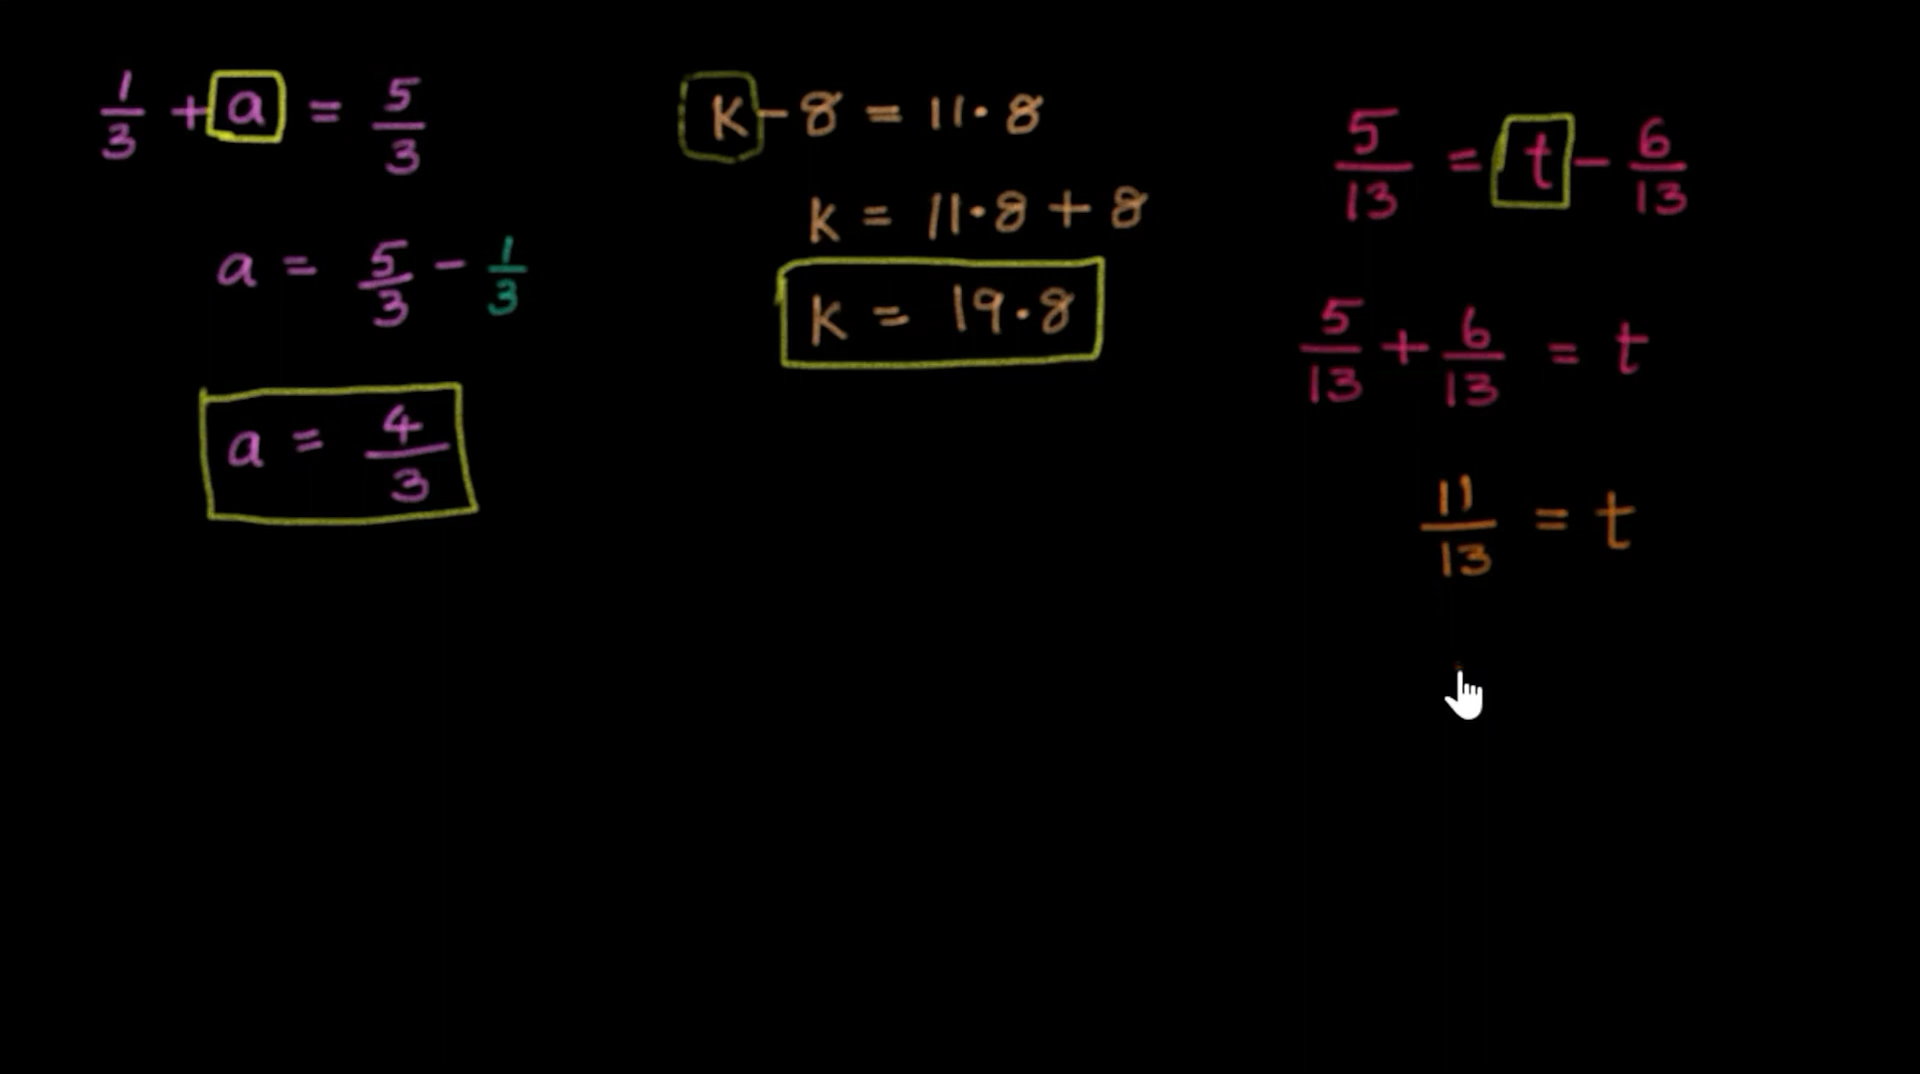 1/3 + a = 5/3
a = 5/3 - 1/3
a = 4/3
K - 8 = 11.8
K = 11.8 + 8
K = 19.8
5/13 = t - 6/13
5/13 + 6/13 = t
11/13 = t